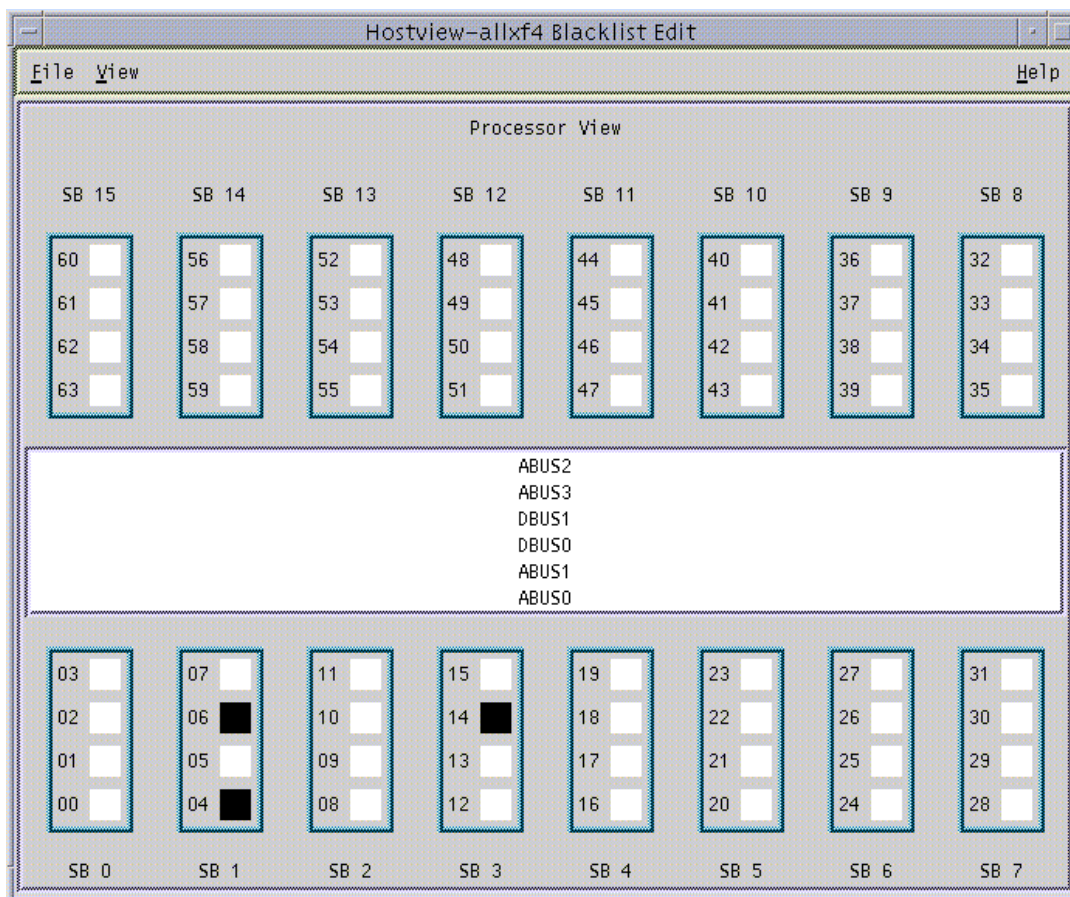 Hostview-allxf4 Blacklist Edit
File View Help
Processor View
SB 15 SB 14 SB 13 SB 12 SB 11 SB 10 SB 9 SB 8
60 56 52 48 44 40 36 32
61 57 53 49 45 41 37 33
62 58 54 50 46 42 38 34
63 59 55 51 47 43 39 35
ABUS2
ABUS3
DBUS1
DBUS0
ABUS1
ABUS0
03 07 11 15 19 23 27 31
02 06 10 14 18 22 26 30
01 05 09 13 17 21 25 29
00 04 08 12 16 20 24 28
SB 0 SB 1 SB 2 SB 3 SB 4 SB 5 SB 6 SB 7